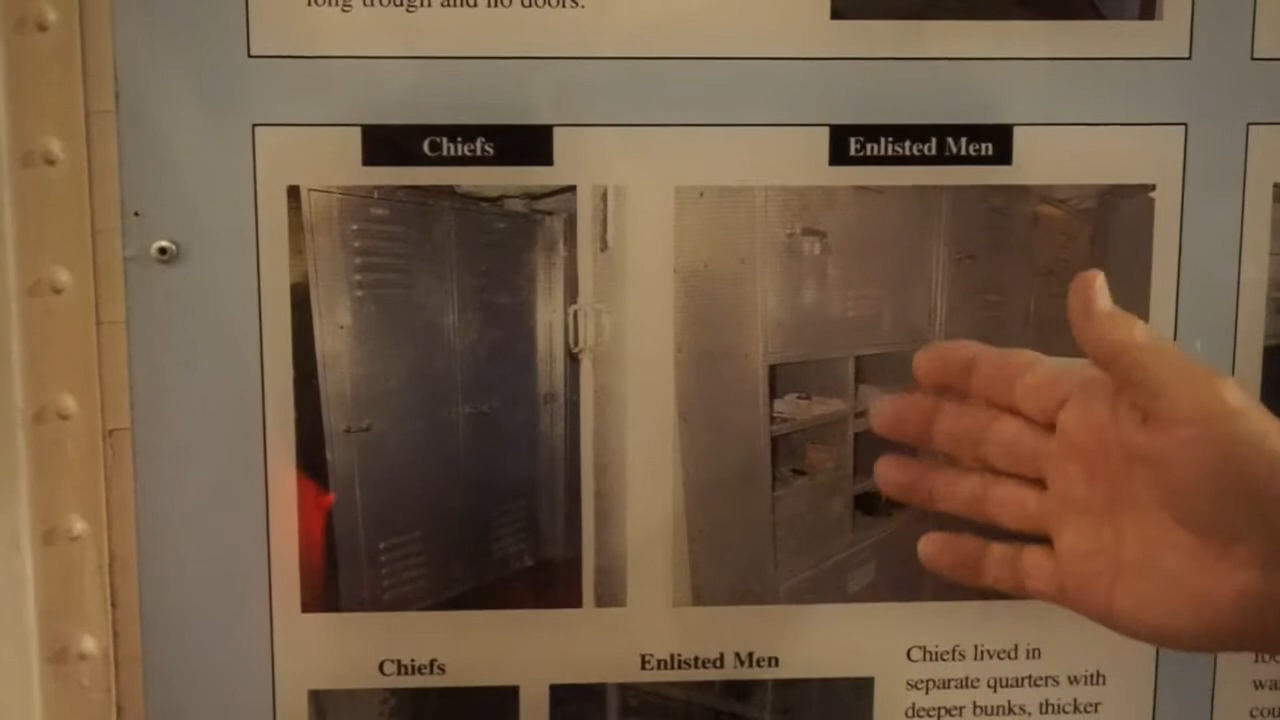 long trough and no doors.
Chiefs
Enlisted Men
Chiefs
Enlisted Men
Chiefs lived in
separate quarters with
deeper bunks, thicker